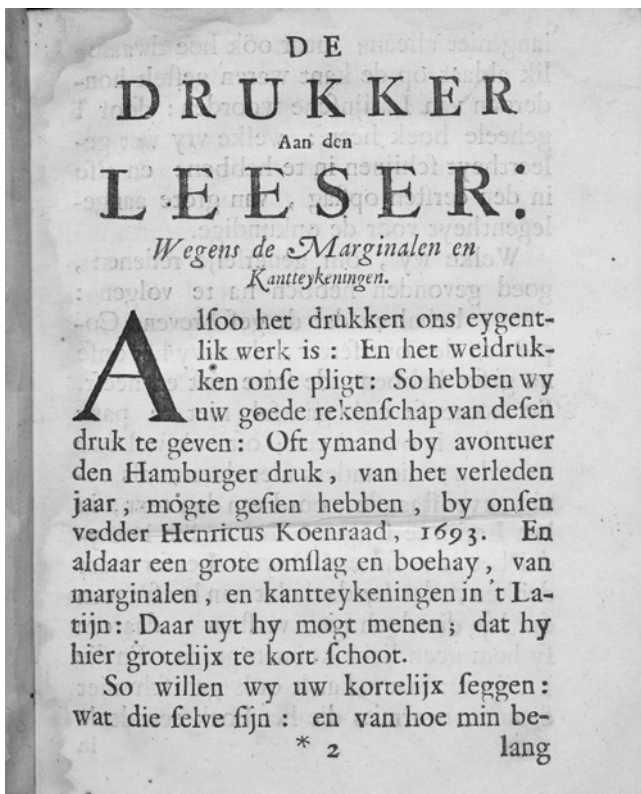 DE
DRUKKER
Aan den
LEESER:
Wegens de Marginalen en
Kantteykeningen.
Alſoo het drukken ons eygent-
lik werk is : En het weldruk-
ken onſe pligt : So hebben wy
uw goede rekenſchap van deſen
druk te geven : Oft ymand by avontuer
den Hamburger druk , van het verleden
jaar , mogte geſien hebben , by onſen
vedder Henricus Koenraad , 1693. En
aldaar een grote omſlag en boehay , van
marginalen , en kantteykeningen in 't La-
tijn : Daar uyt hy mogt menen , dat hy
hier grotelijx te kort ſchoot.
So willen wy uw kortelijx ſeggen :
wat die ſelve ſijn : en van hoe min be-
* 2 lang